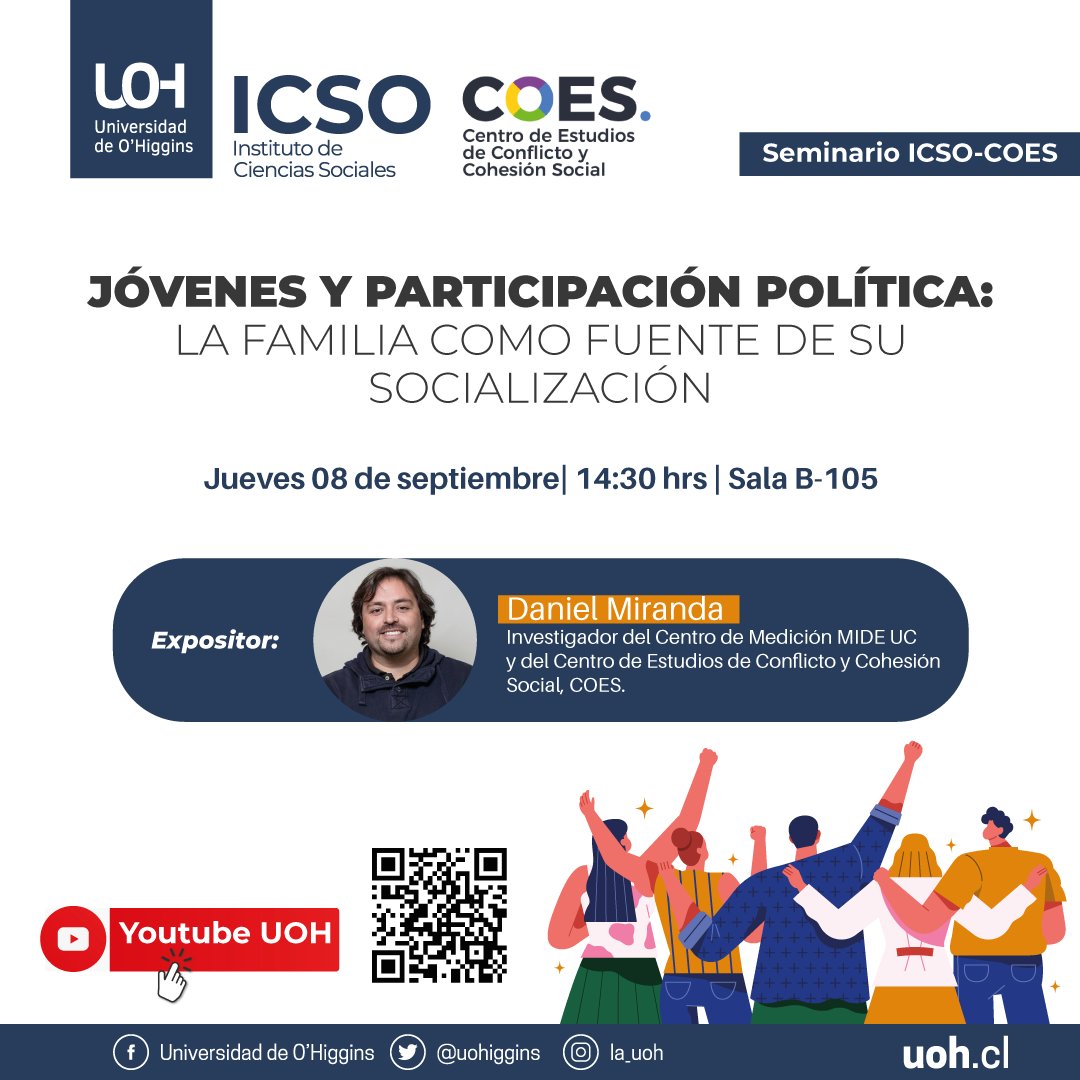 UOH
Universidad
de O'Higgins
ICSO
Instituto de
Ciencias Sociales
COES.
Centro de Estudios
de Conflicto y
Cohesión Social
Seminario ICSO-COES
JÓVENES Y PARTICIPACIÓN POLÍTICA:
LA FAMILIA COMO FUENTE DE SU
SOCIALIZACIÓN
Jueves 08 de septiembre| 14:30 hrs | Sala B-105
Expositor:
Daniel Miranda
Investigador del Centro de Medición MIDE UC
y del Centro de Estudios de Conflicto y Cohesión
Social, COES.
Youtube UOH
Universidad de O'Higgins
@uohiggins
la_uoh
uoh.cl